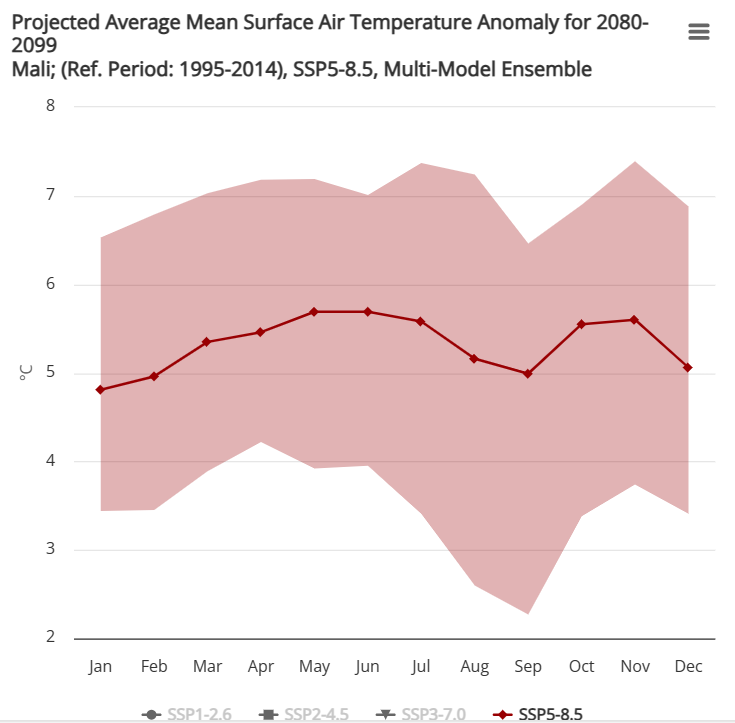 Projected Average Mean Surface Air Temperature Anomaly for 2080-
2099
Mali; (Ref. Period: 1995-2014), SSP5-8.5, Multi-Model Ensemble
8
7
6
5
4
3
2
°C
Jan Feb Mar Apr May Jun Jul Aug Sep Oct Nov Dec
SSP1-2.6 SSP2-4.5 SSP3-7.0 SSP5-8.5